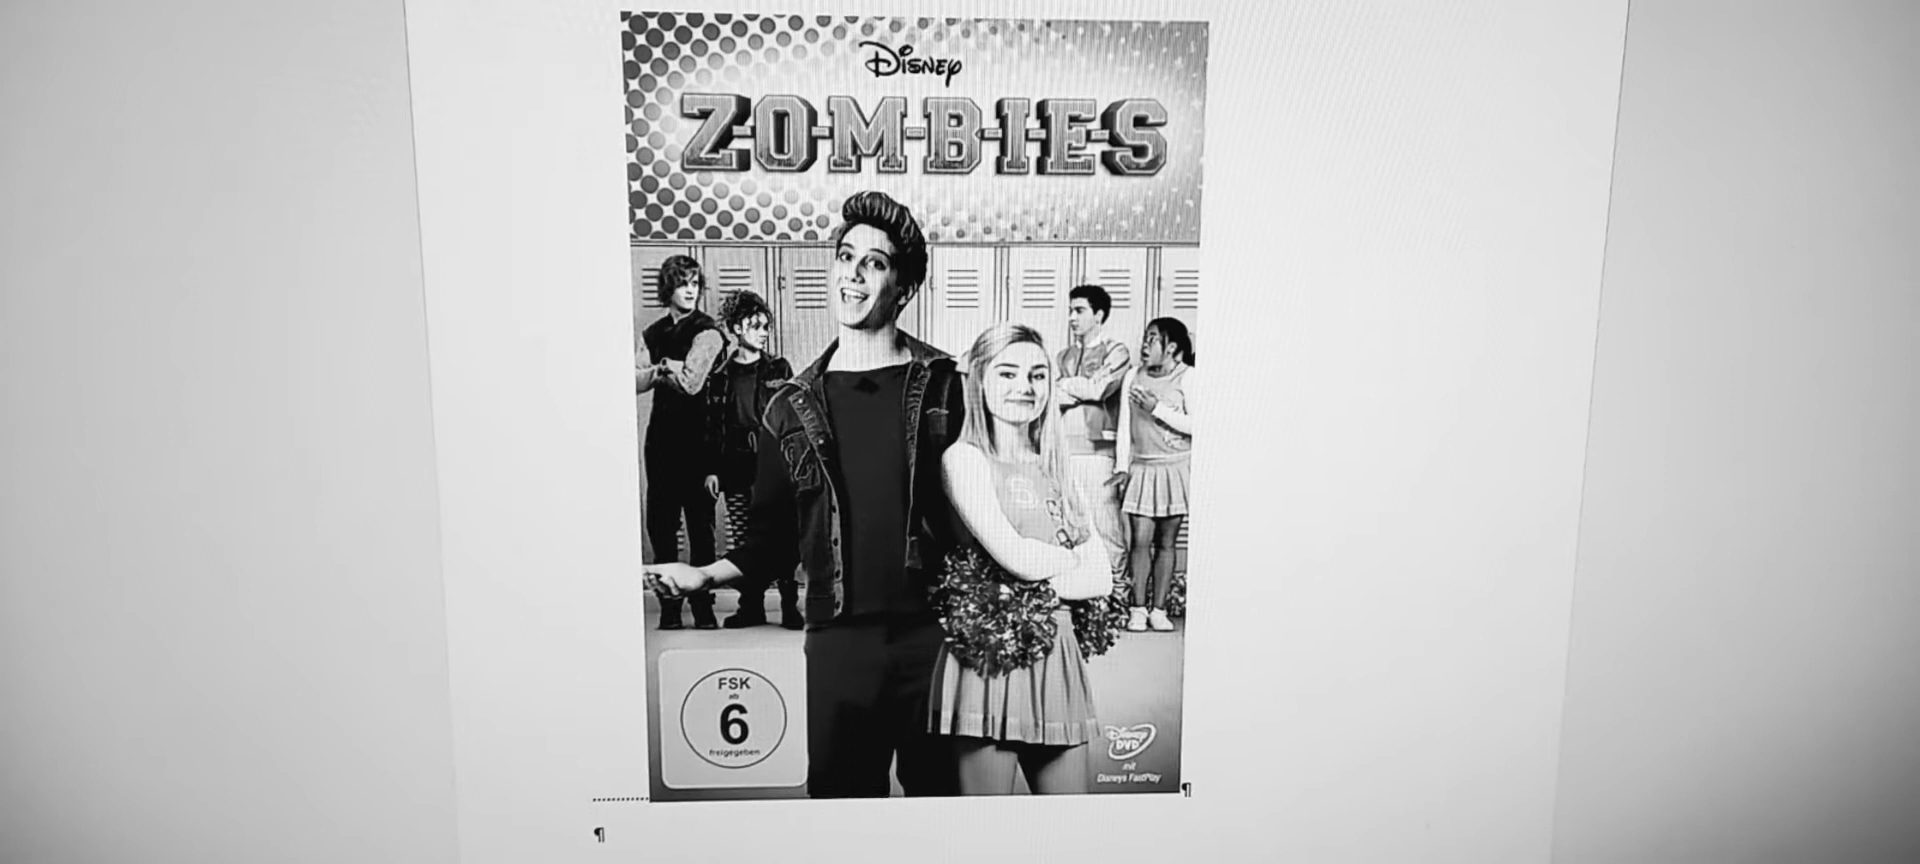 Disney
Z-O-M-B-I-E-S
S
FSK
ab
6
freigegeben
Disney
DVD
mit
Disneys FastPlay
¶
¶